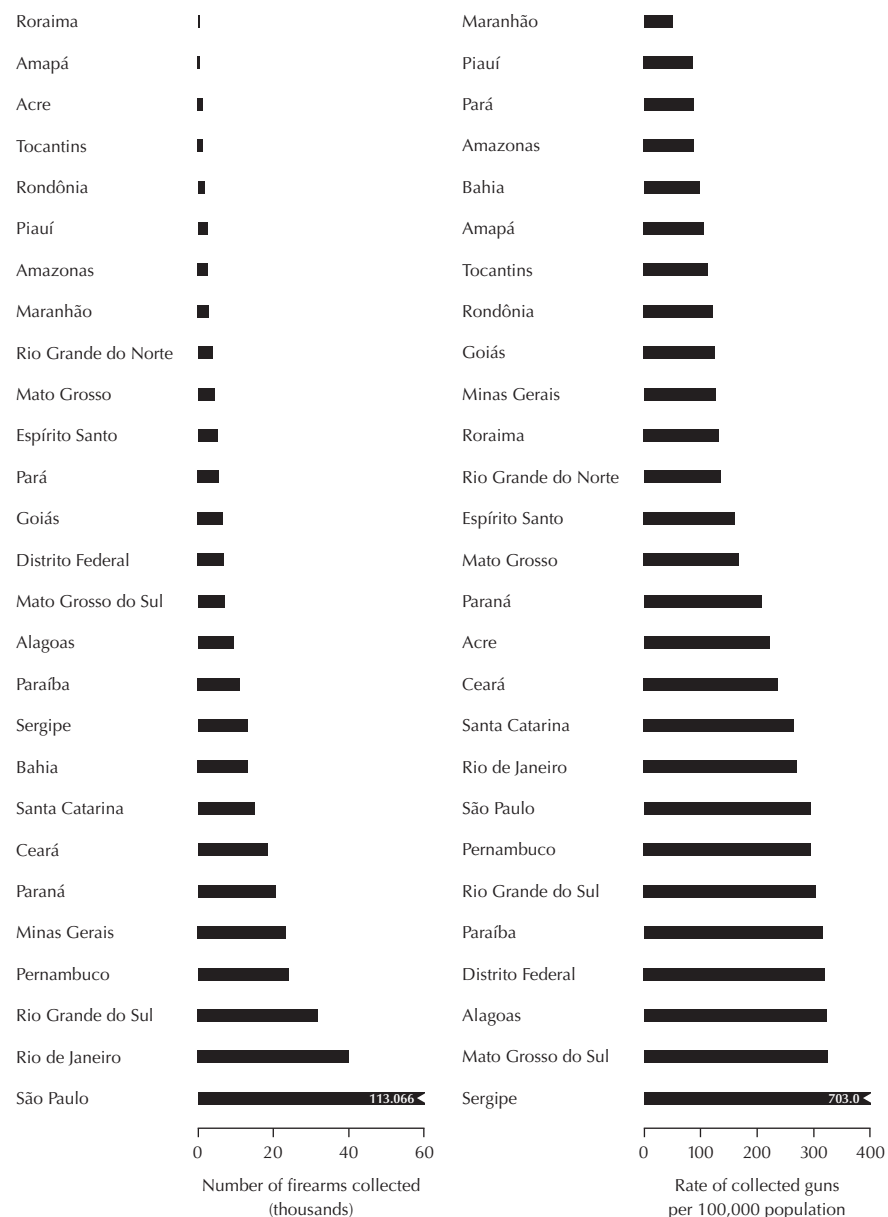 Roraima
Amapá
Acre
Tocantins
Rondônia
Piauí
Amazonas
Maranhão
Rio Grande do Norte
Mato Grosso
Espírito Santo
Pará
Goiás
Distrito Federal
Mato Grosso do Sul
Alagoas
Paraíba
Sergipe
Bahia
Santa Catarina
Ceará
Paraná
Minas Gerais
Pernambuco
Rio Grande do Sul
Rio de Janeiro
São Paulo 113.066
0 20 40 60
Number of firearms collected
(thousands)
Maranhão
Piauí
Pará
Amazonas
Bahia
Amapá
Tocantins
Rondônia
Goiás
Minas Gerais
Roraima
Rio Grande do Norte
Espírito Santo
Mato Grosso
Paraná
Acre
Ceará
Santa Catarina
Rio de Janeiro
São Paulo
Pernambuco
Rio Grande do Sul
Paraíba
Distrito Federal
Alagoas
Mato Grosso do Sul
Sergipe 703.0
0 100 200 300 400
Rate of collected guns
per 100,000 population